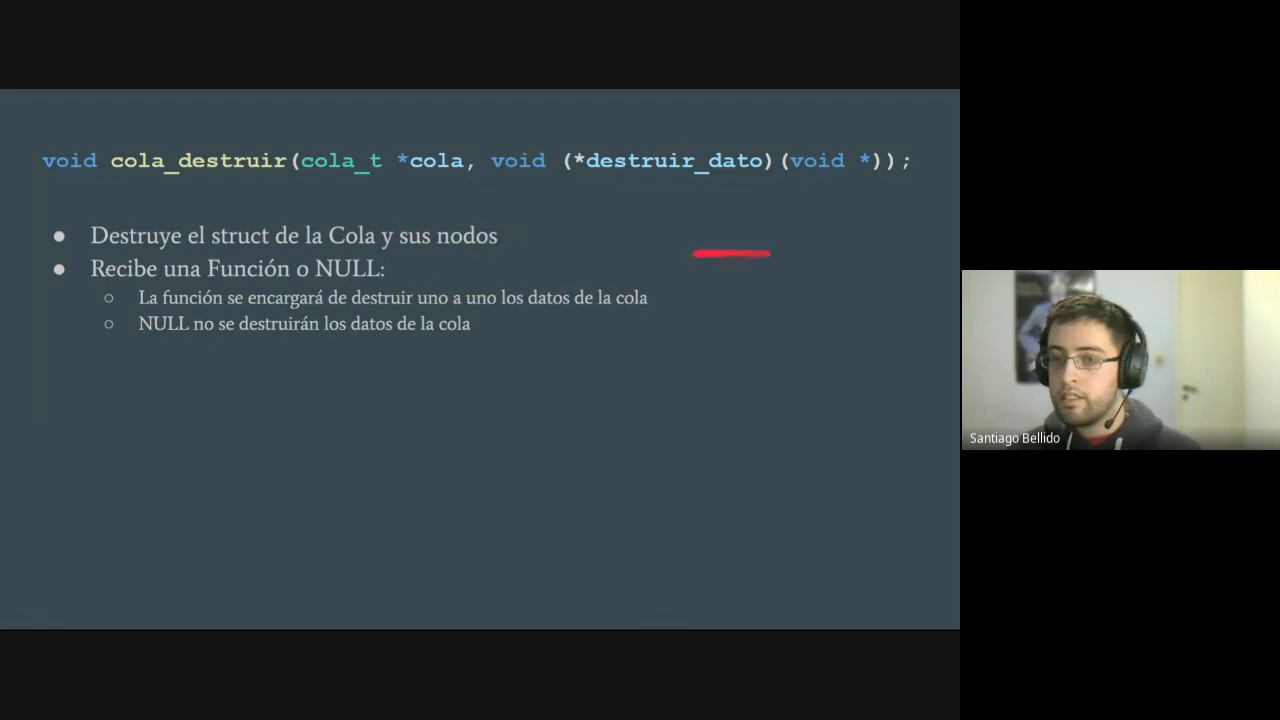 void cola_destruir(cola_t *cola, void (*destruir_dato)(void *));
● Destruye el struct de la Cola y sus nodos
● Recibe una Función o NULL:
○ La función se encargará de destruir uno a uno los datos de la cola
○ NULL no se destruirán los datos de la cola
Santiago Bellido